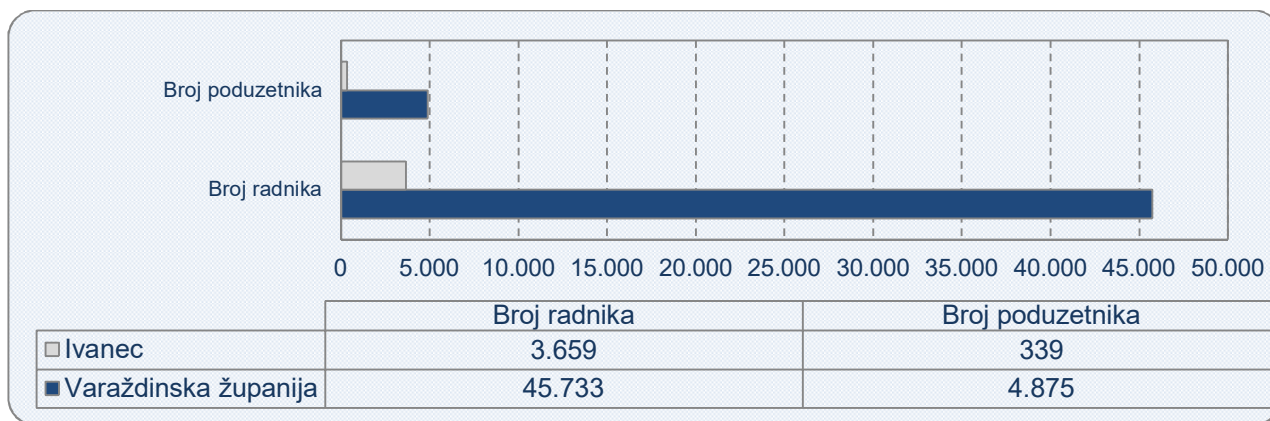 Broj poduzetnika
Broj radnika
0 5.000 10.000 15.000 20.000 25.000 30.000 35.000 40.000 45.000 50.000
Broj radnika Broj poduzetnika
Ivanec 3.659 339
Varaždinska županija 45.733 4.875